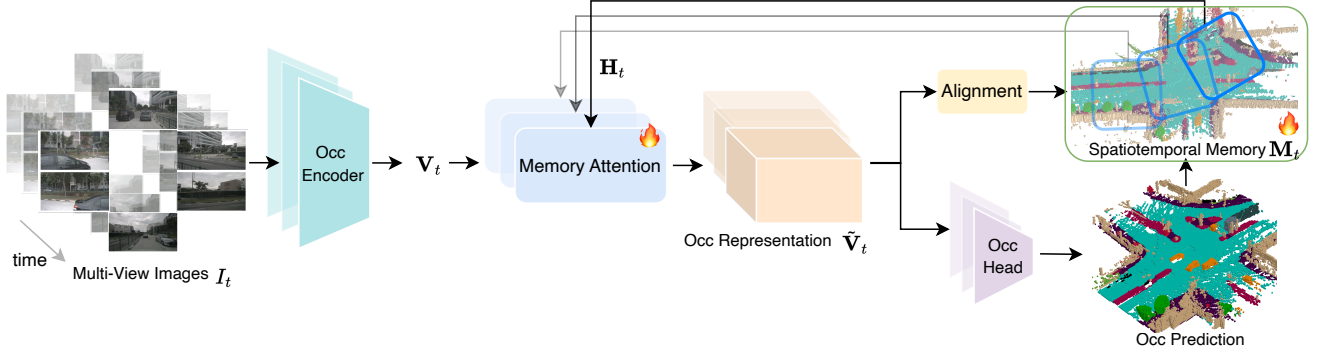 time
Multi-View Images I_t
Occ
Encoder
V_t
H_t
Memory Attention
Occ Representation Ṽ_t
Alignment
Spatiotemporal Memory M_t
Occ
Head
Occ Prediction